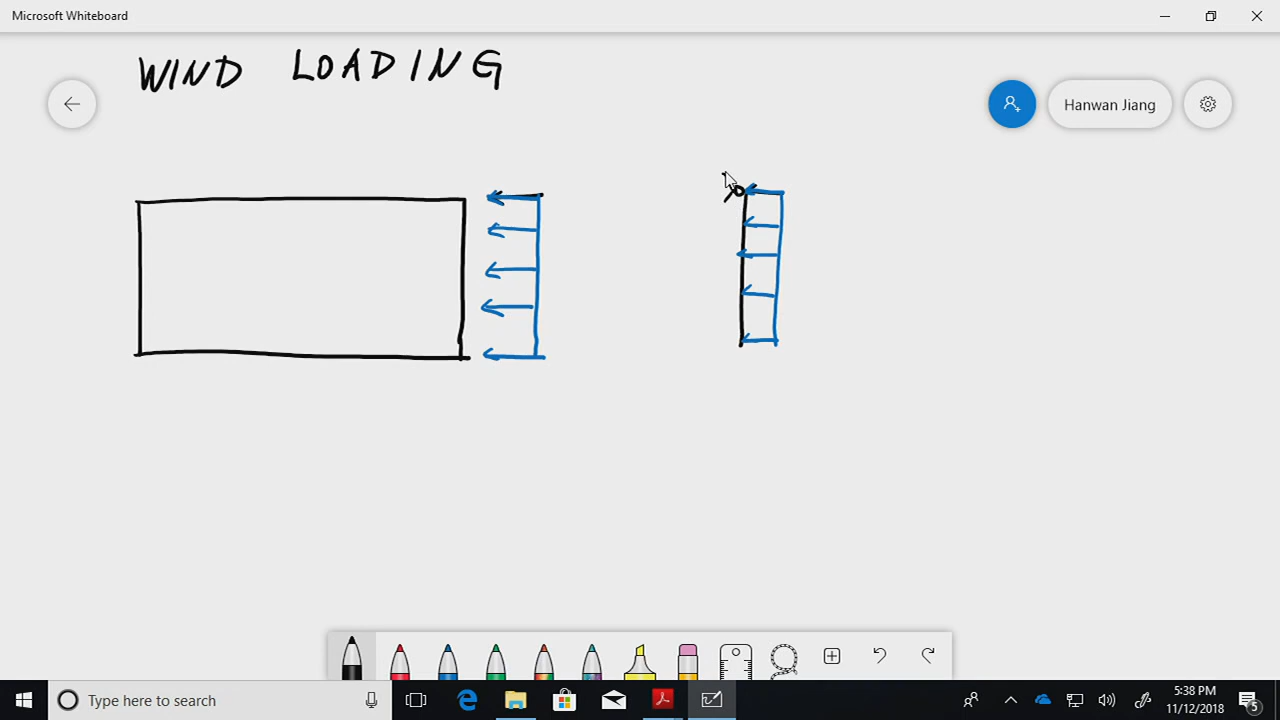 Microsoft Whiteboard
WIND LOADING
Hanwan Jiang
Type here to search
5:38 PM
11/12/2018
5